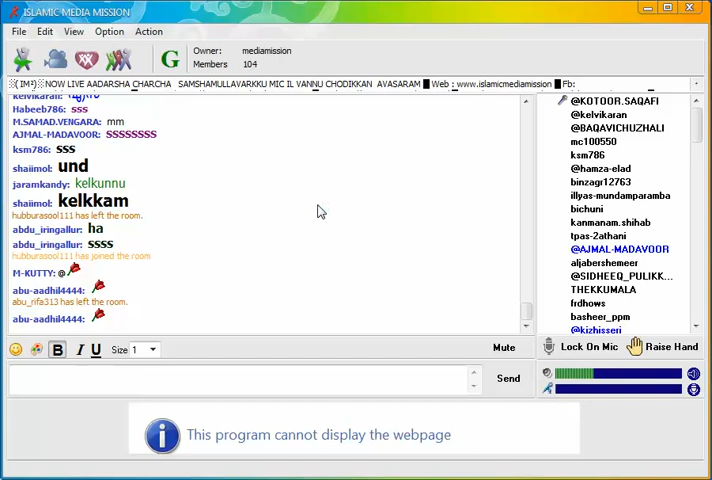 ISLAMIC MEDIA MISSION
File Edit View Option Action
G Owner: mediamission
Members 104
(IM²) NOW LIVE AADARSHA CHARCHA SAMSHAMULLAVARKKU MIC IL VANNU CHODIKKAN AVASARAM Web : www.islamicmediamission Fb:
kelvikaran:
Habeeb786: sss
M.SAMAD.VENGARA: mm
AJMAL-MADAVOOR: SSSSSSSS
ksm786: sss
shaiimol: und
jaramkandy: kelkunnu
shaiimol: kelkkam
hubburasool111 has left the room.
abdu_iringallur: ha
abdu_iringallur: ssss
hubburasool111 has joined the room
M-KUTTY: @
abu-aadhil4444:
abu_rifa313 has left the room.
abu-aadhil4444:
@KOTOOR.SAQAFI
@kelvikaran
@BAQAVICHUZHALI
mc100550
ksm786
@hamza-elad
binzagr12763
illyas-mundamparamba
bichuni
kanmanam.shihab
tpas-2athani
@AJMAL-MADAVOOR
aljabershemeer
@SIDHEEQ_PULIKK...
THEKKUMALA
frdhows
basheer_ppm
@kizhisseri
B I U Size 1 Mute
Lock On Mic Raise Hand
Send
This program cannot display the webpage